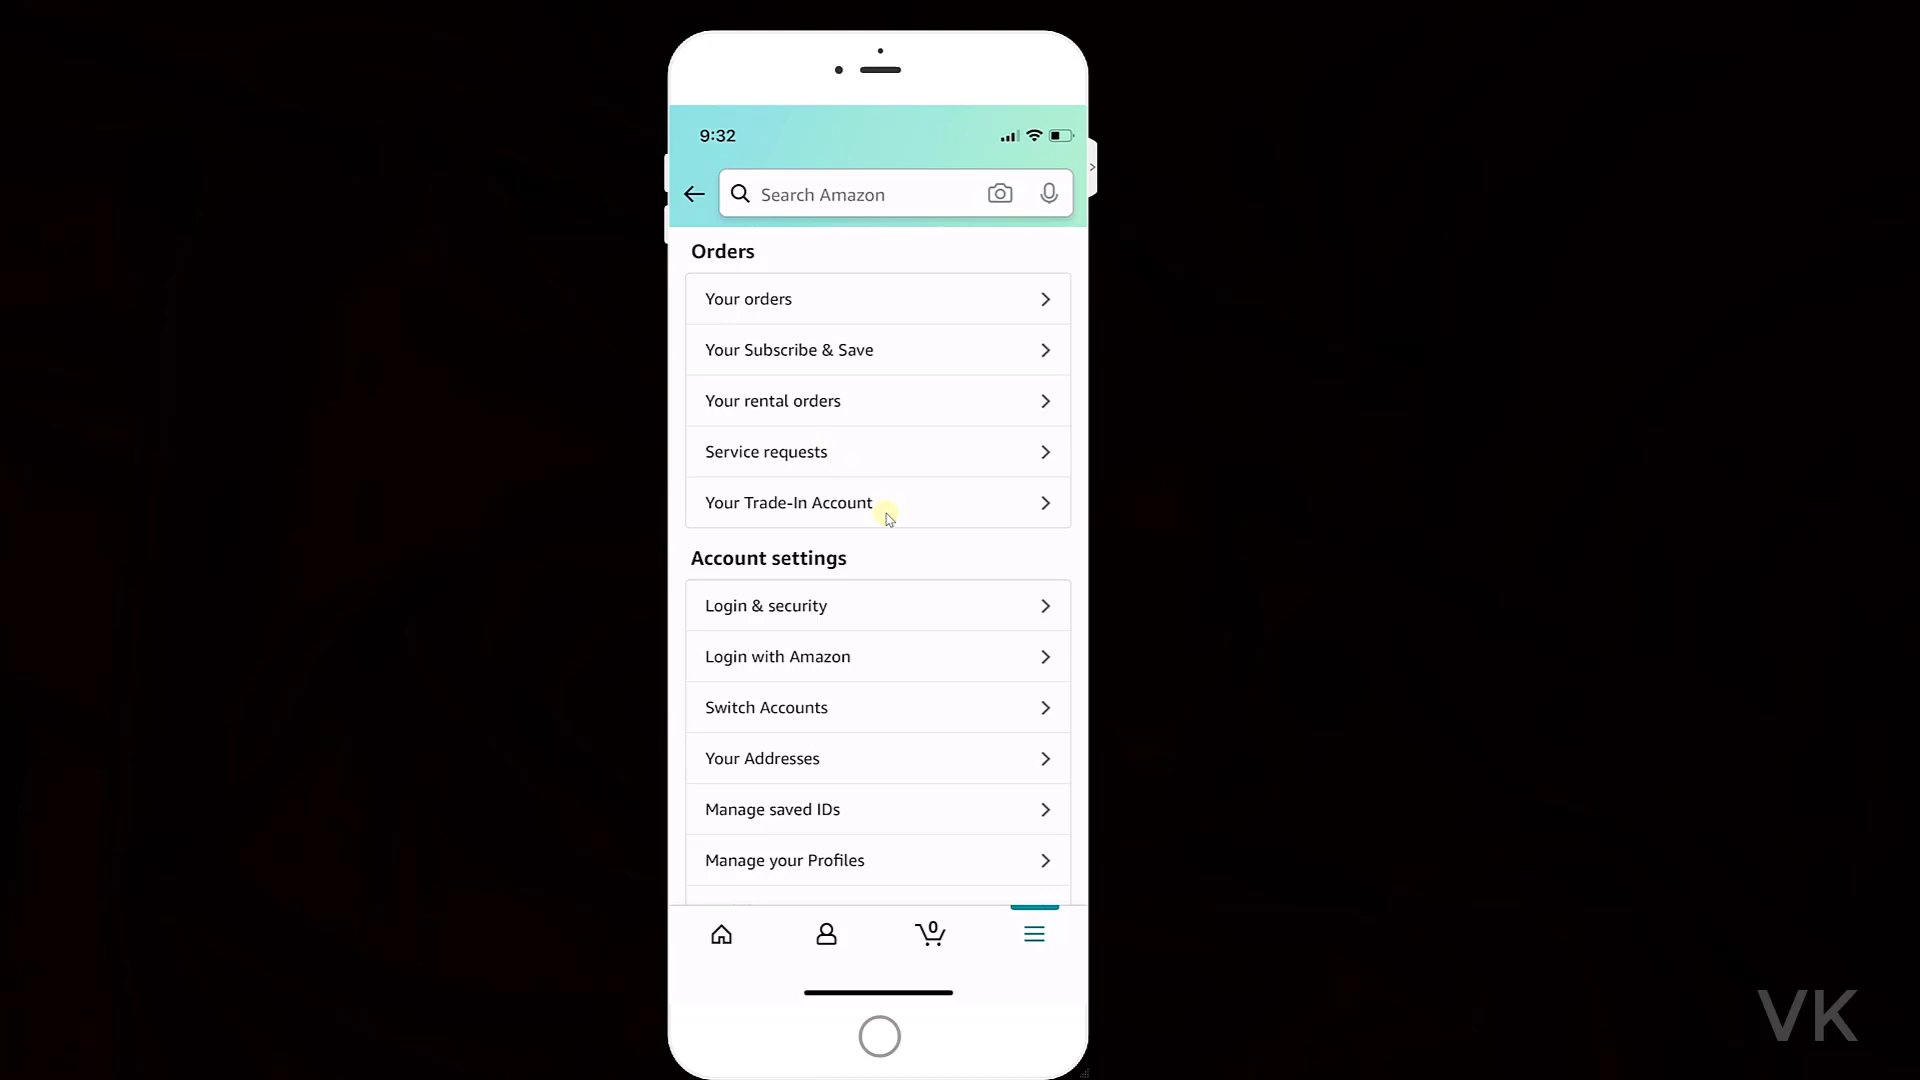 9:32
Search Amazon
Orders
Your orders
Your Subscribe & Save
Your rental orders
Service requests
Your Trade-In Account
Account settings
Login & security
Login with Amazon
Switch Accounts
Your Addresses
Manage saved IDs
Manage your Profiles
0
VK